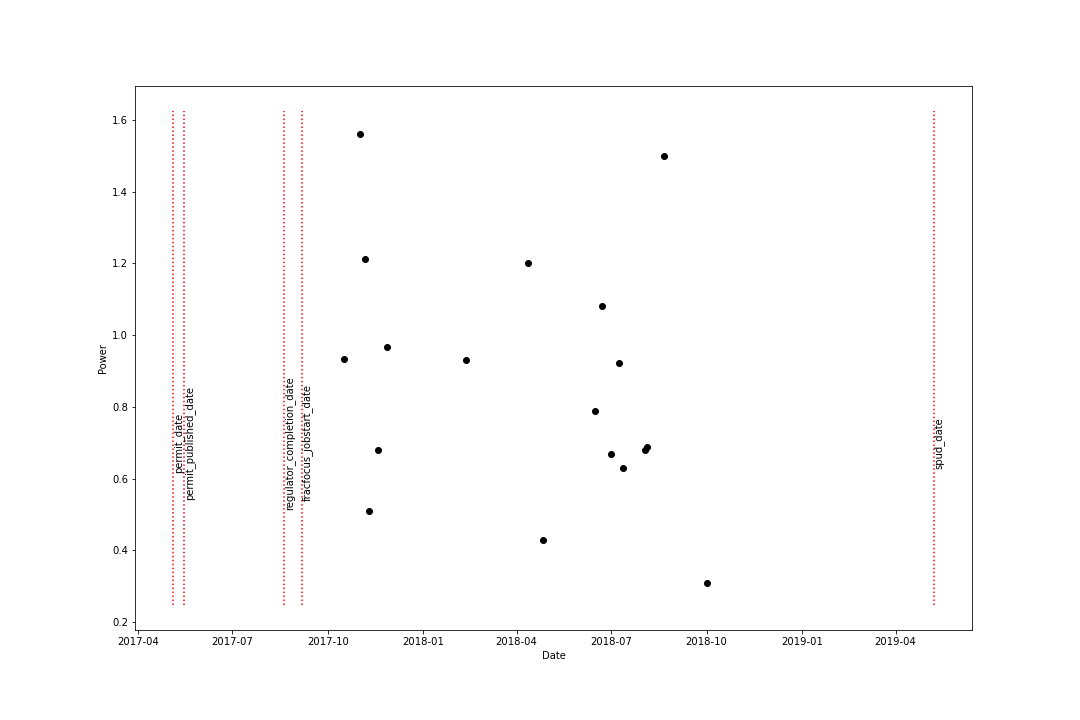 1.6
1.4
1.2
1.0
0.8
0.6
0.4
0.2
Power
permit_date
permit_published_date
regulator_completion_date
fracfocus_jobstart_date
spud_date
2017-04 2017-07 2017-10 2018-01 2018-04 2018-07 2018-10 2019-01 2019-04
Date